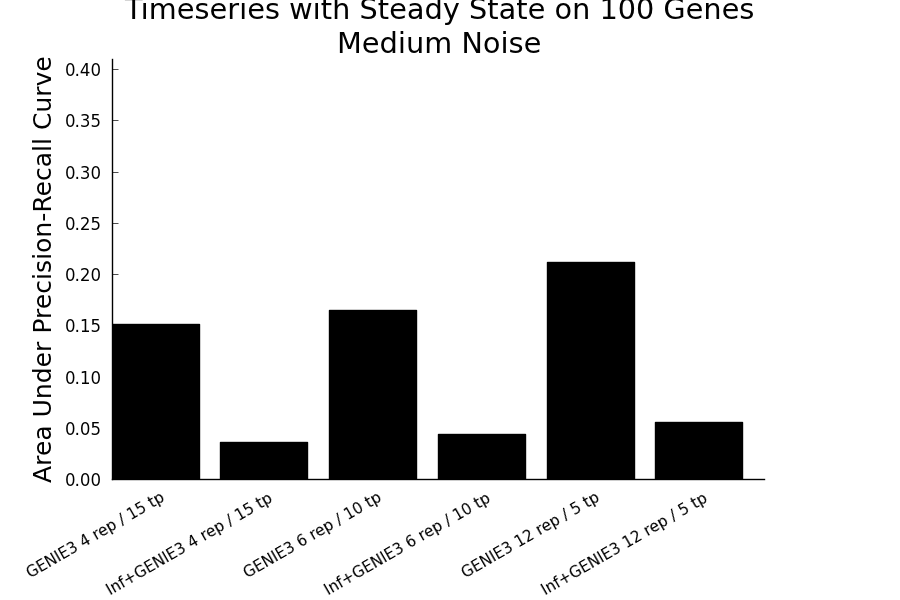 Timeseries with Steady State on 100 Genes
Medium Noise
Area Under Precision-Recall Curve
0.40
0.35
0.30
0.25
0.20
0.15
0.10
0.05
0.00
GENIE3 4 rep / 15 tp
Inf+GENIE3 4 rep / 15 tp
GENIE3 6 rep / 10 tp
Inf+GENIE3 6 rep / 10 tp
GENIE3 12 rep / 5 tp
Inf+GENIE3 12 rep / 5 tp